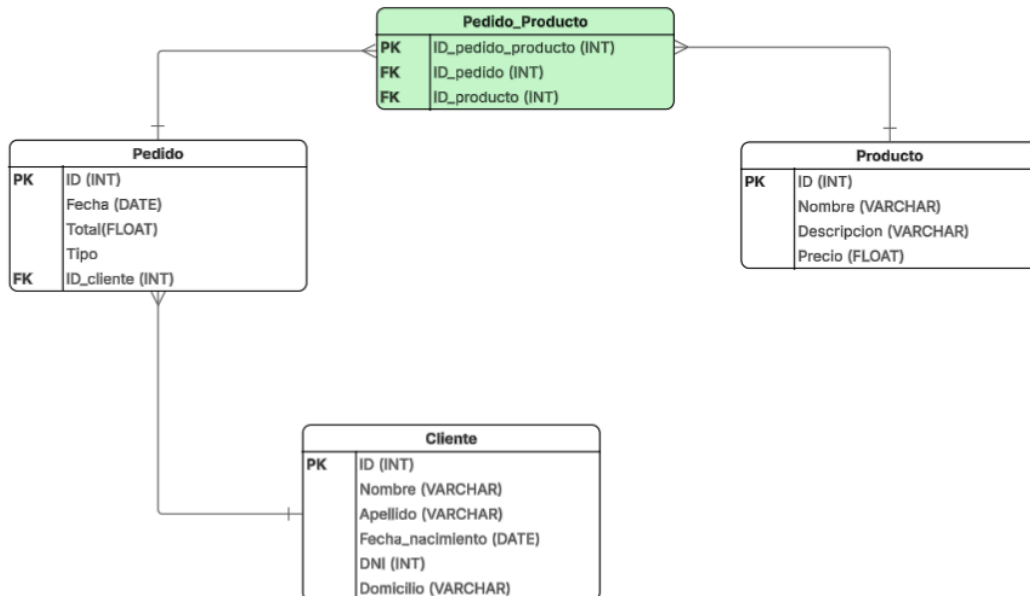 Pedido_Producto
PK ID_pedido_producto (INT)
FK ID_pedido (INT)
FK ID_producto (INT)
Pedido
PK ID (INT)
Fecha (DATE)
Total(FLOAT)
Tipo
FK ID_cliente (INT)
Producto
PK ID (INT)
Nombre (VARCHAR)
Descripcion (VARCHAR)
Precio (FLOAT)
Cliente
PK ID (INT)
Nombre (VARCHAR)
Apellido (VARCHAR)
Fecha_nacimiento (DATE)
DNI (INT)
Domicilio (VARCHAR)